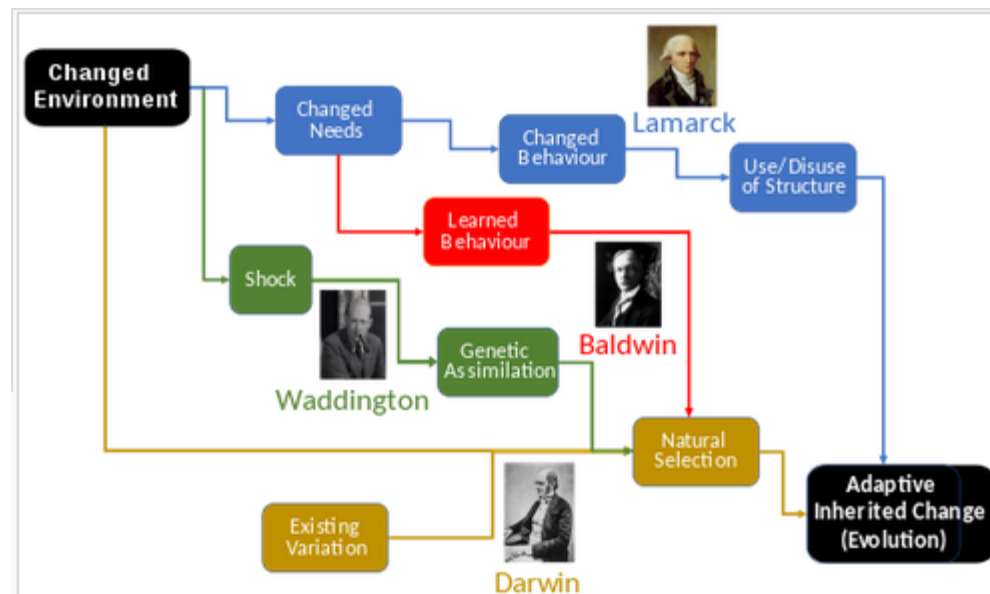 Changed
Environment
Changed
Needs
Changed
Behaviour
Lamarck
Use/Disuse
of Structure
Learned
Behaviour
Shock
Baldwin
Waddington
Genetic
Assimilation
Natural
Selection
Existing
Variation
Darwin
Adaptive
Inherited Change
(Evolution)